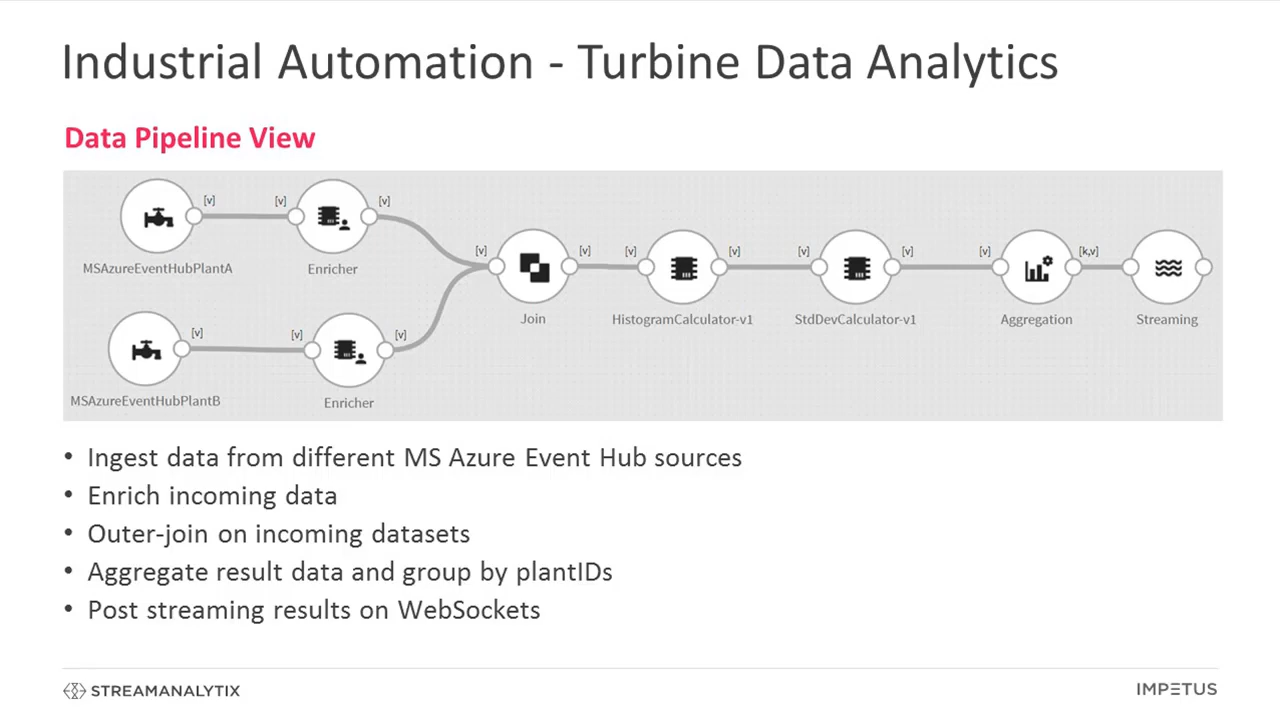 Industrial Automation - Turbine Data Analytics
Data Pipeline View
[v] [v] [v]
MSAzureEventHubPlantA Enricher
[v] [v] [v] [v] [v] [v] [v] [k,v]
Join HistogramCalculator-v1 StdDevCalculator-v1 Aggregation Streaming
[v] [v] [v]
MSAzureEventHubPlantB Enricher
• Ingest data from different MS Azure Event Hub sources
• Enrich incoming data
• Outer-join on incoming datasets
• Aggregate result data and group by plantIDs
• Post streaming results on WebSockets
STREAMANALYTIX
IMPETUS